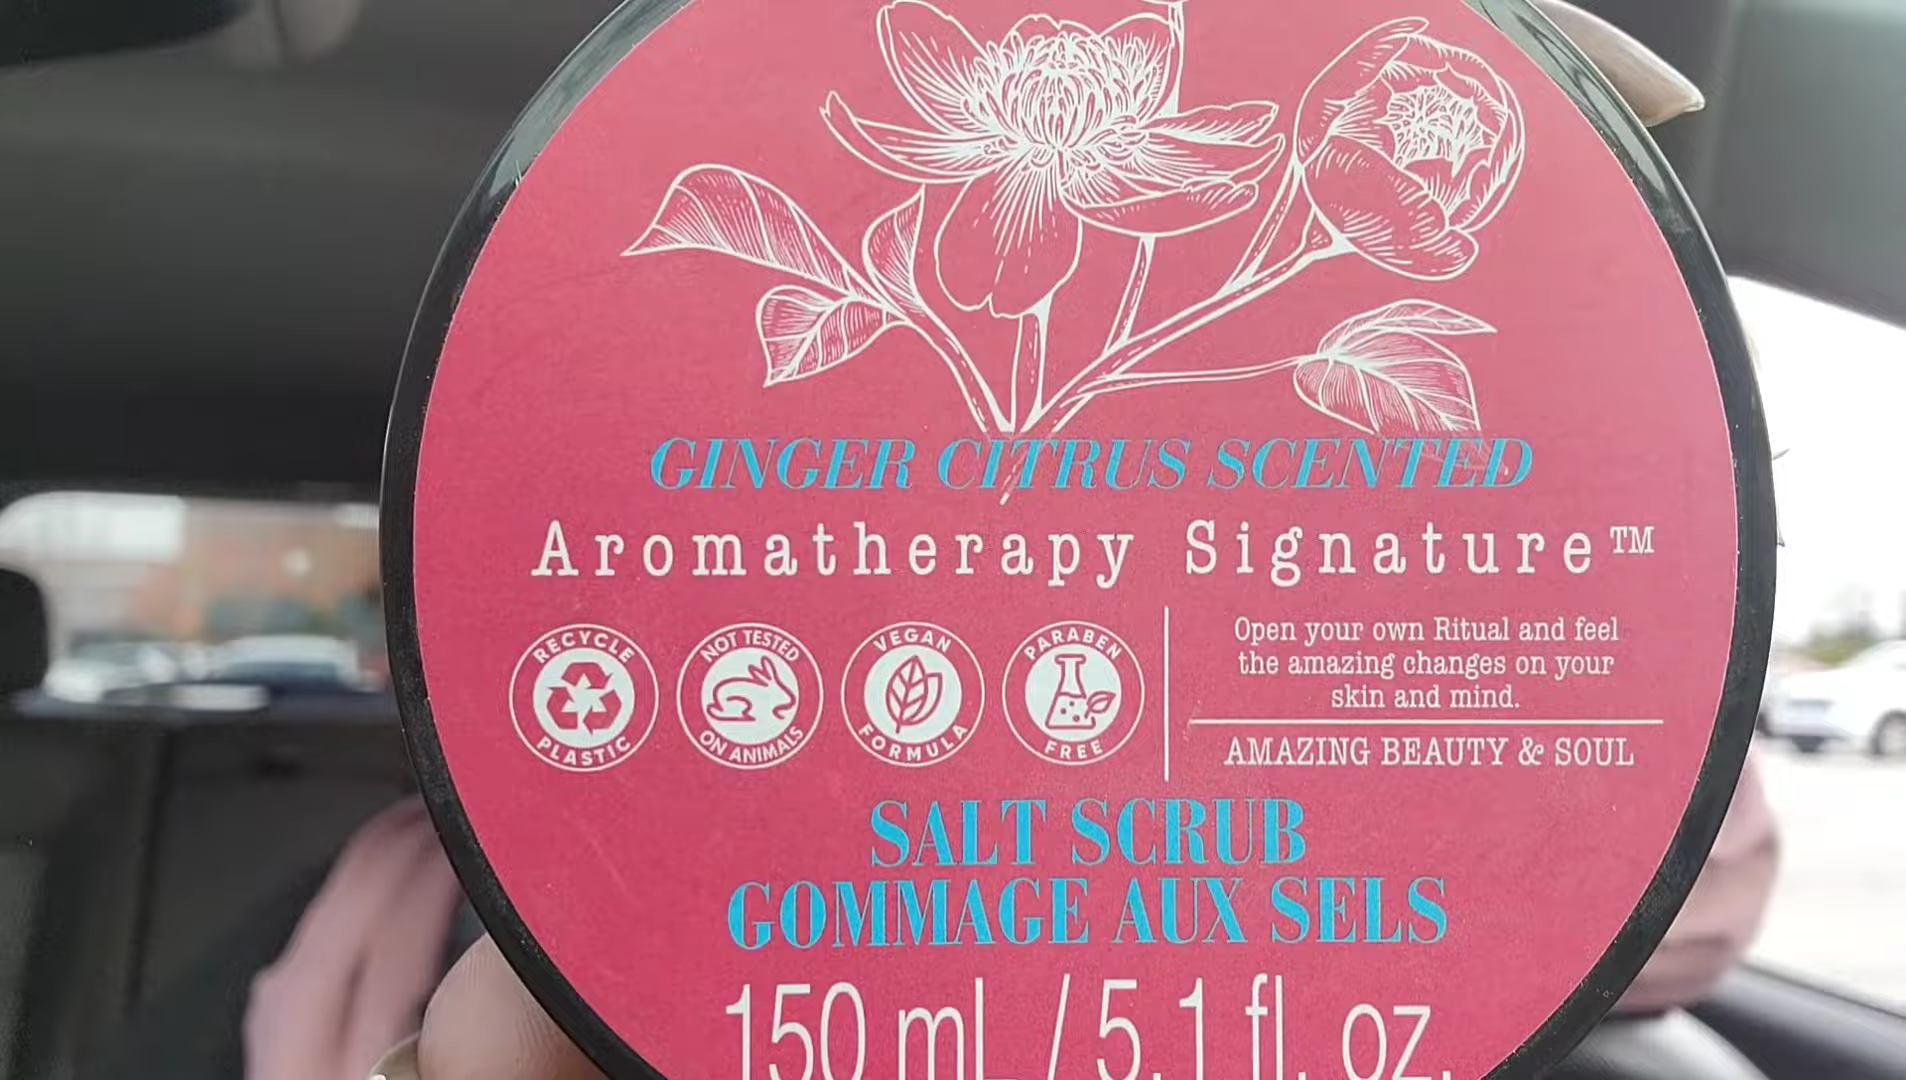 GINGER CITRUS SCENTED
Aromatherapy Signature™
RECYCLE PLASTIC
NOT TESTED ON ANIMALS
VEGAN FORMULA
PARABEN FREE
Open your own Ritual and feel
the amazing changes on your
skin and mind.
AMAZING BEAUTY & SOUL
SALT SCRUB
GOMMAGE AUX SELS
150 mL / 5.1 fl. oz.